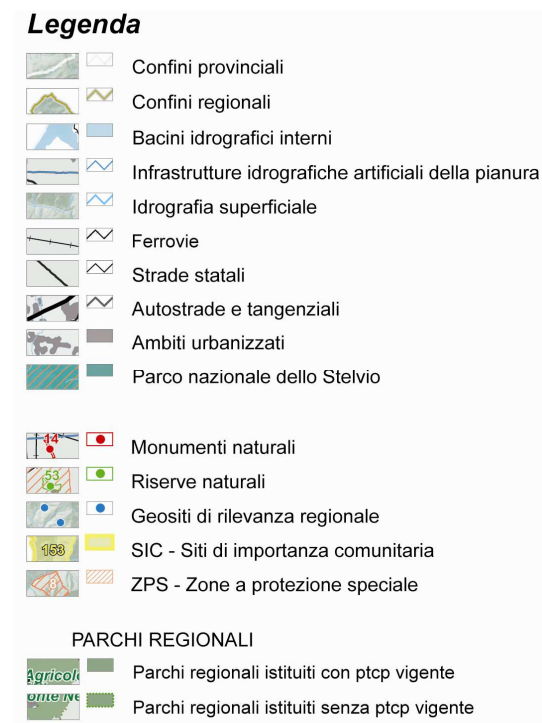 Legenda
Confini provinciali
Confini regionali
Bacini idrografici interni
Infrastrutture idrografiche artificiali della pianura
Idrografia superficiale
Ferrovie
Strade statali
Autostrade e tangenziali
Ambiti urbanizzati
Parco nazionale dello Stelvio
14
Monumenti naturali
53
Riserve naturali
Geositi di rilevanza regionale
153
SIC - Siti di importanza comunitaria
8
ZPS - Zone a protezione speciale
PARCHI REGIONALI
Agricol
Parchi regionali istituiti con ptcp vigente
onte Ne
Parchi regionali istituiti senza ptcp vigente